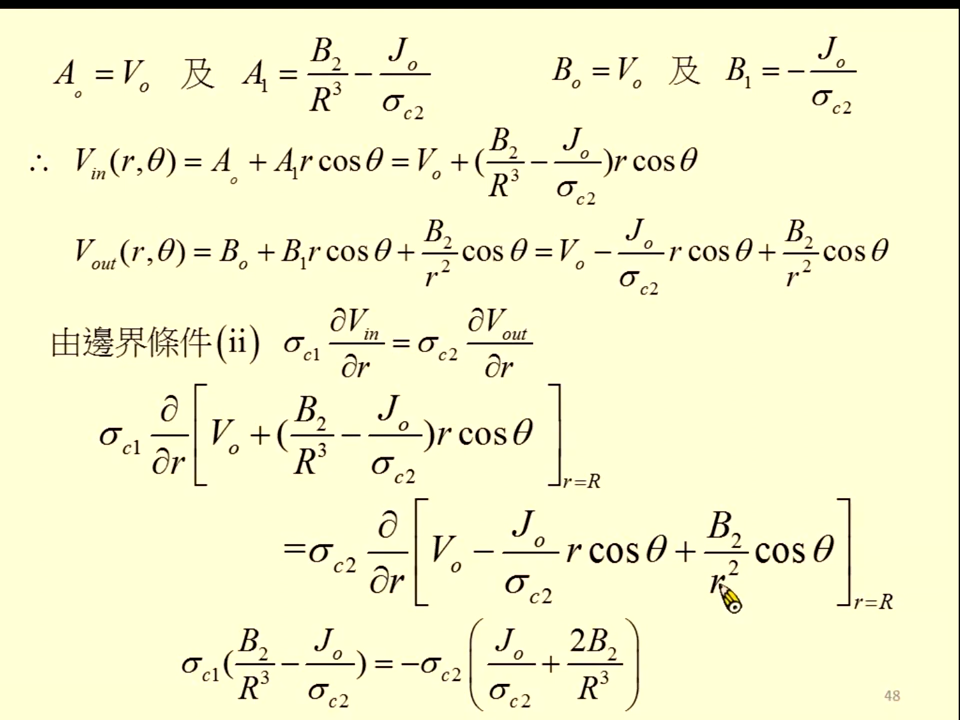 A_o = V_o 及 A_1 = B_2/R^3 − J_o/σ_c2 B_o = V_o 及 B_1 = −J_o/σ_c2
∴ V_in(r,θ) = A_o + A_1 r cosθ = V_o + (B_2/R^3 − J_o/σ_c2) r cosθ
V_out(r,θ) = B_o + B_1 r cosθ + B_2/r^2 cosθ = V_o − J_o/σ_c2 r cosθ + B_2/r^2 cosθ
由邊界條件(ii) σ_c1 ∂V_in/∂r = σ_c2 ∂V_out/∂r
σ_c1 ∂/∂r [V_o + (B_2/R^3 − J_o/σ_c2) r cosθ]_r=R
=σ_c2 ∂/∂r [V_o − J_o/σ_c2 r cosθ + B_2/r^2 cosθ]_r=R
σ_c1(B_2/R^3 − J_o/σ_c2) = −σ_c2 (J_o/σ_c2 + 2B_2/R^3)
48